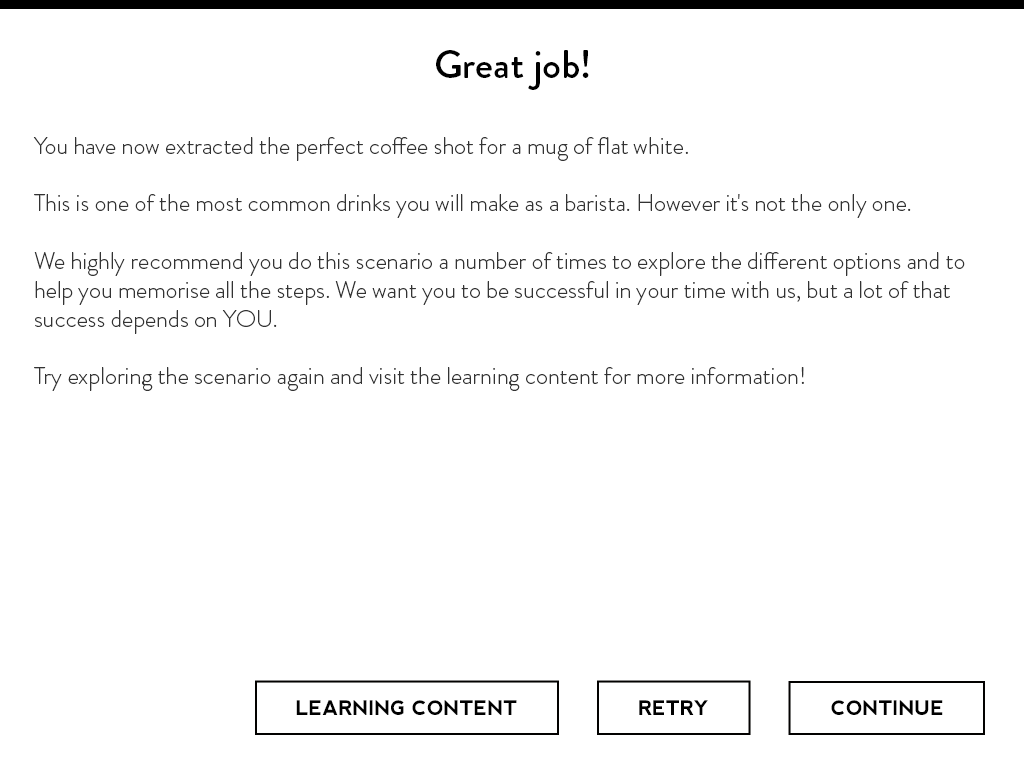 Great job!
You have now extracted the perfect coffee shot for a mug of flat white.
This is one of the most common drinks you will make as a barista. However it's not the only one.
We highly recommend you do this scenario a number of times to explore the different options and to
help you memorise all the steps. We want you to be successful in your time with us, but a lot of that
success depends on YOU.
Try exploring the scenario again and visit the learning content for more information!
LEARNING CONTENT
RETRY
CONTINUE